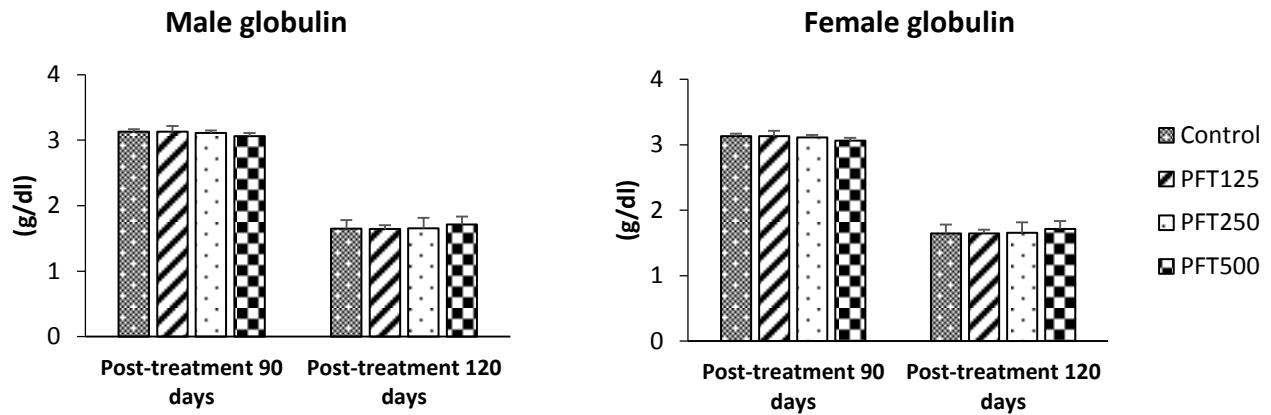 Male globulin
4
3
2
1
0
(g/dl)
Post-treatment 90
days
Post-treatment 120
days
Female globulin
4
3
2
1
0
(g/dl)
Post-treatment 90
days
Post-treatment 120
days
Control
PFT125
PFT250
PFT500